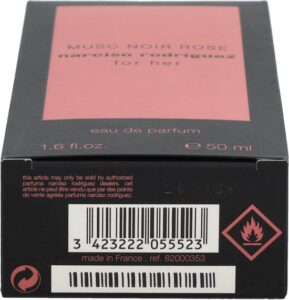 MUSC NOIR ROSE
narciso rodriguez
for her
eau de parfum
1.6 fl.oz. e 50 ml
this article may only be sold by authorized
parfums narciso rodriguez dealers. cet
article ne peut être vendu que par des points
de vente agréés parfums narciso rodriguez.
3 423222 055523
made in France . ref. 82000353